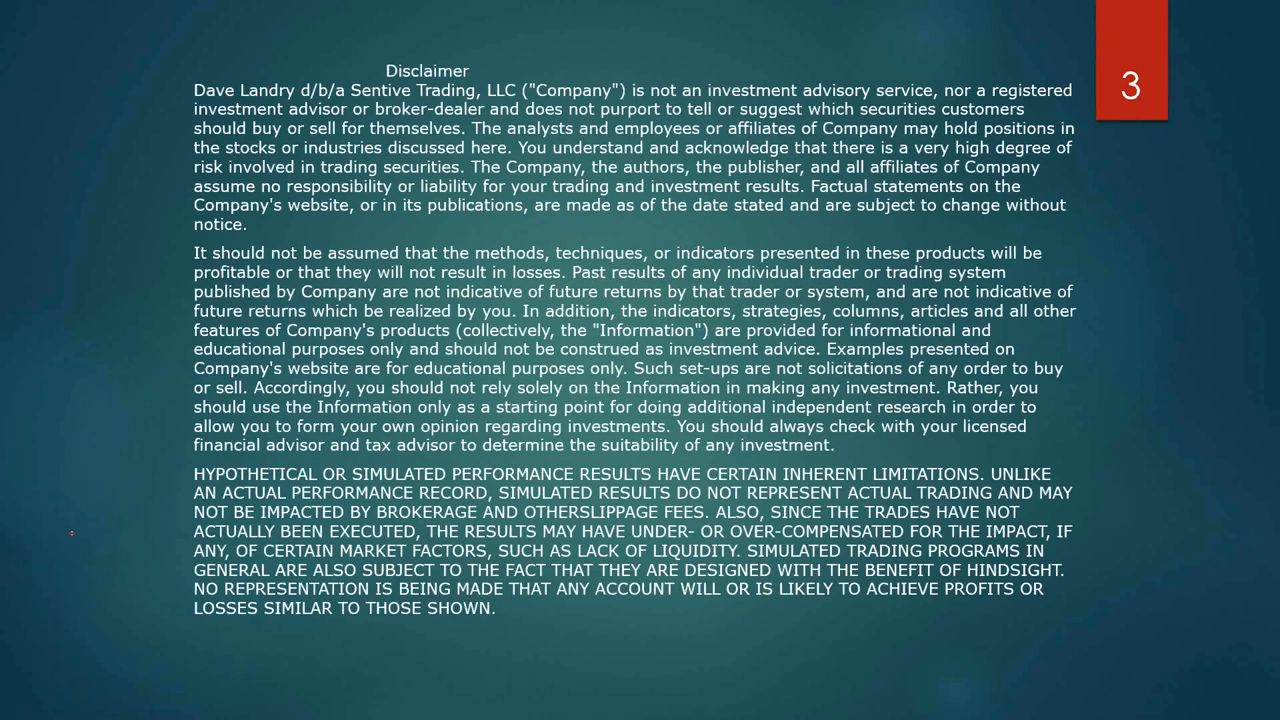 3
Disclaimer
Dave Landry d/b/a Sentive Trading, LLC ("Company") is not an investment advisory service, nor a registered
investment advisor or broker-dealer and does not purport to tell or suggest which securities customers
should buy or sell for themselves. The analysts and employees or affiliates of Company may hold positions in
the stocks or industries discussed here. You understand and acknowledge that there is a very high degree of
risk involved in trading securities. The Company, the authors, the publisher, and all affiliates of Company
assume no responsibility or liability for your trading and investment results. Factual statements on the
Company's website, or in its publications, are made as of the date stated and are subject to change without
notice.
It should not be assumed that the methods, techniques, or indicators presented in these products will be
profitable or that they will not result in losses. Past results of any individual trader or trading system
published by Company are not indicative of future returns by that trader or system, and are not indicative of
future returns which be realized by you. In addition, the indicators, strategies, columns, articles and all other
features of Company's products (collectively, the "Information") are provided for informational and
educational purposes only and should not be construed as investment advice. Examples presented on
Company's website are for educational purposes only. Such set-ups are not solicitations of any order to buy
or sell. Accordingly, you should not rely solely on the Information in making any investment. Rather, you
should use the Information only as a starting point for doing additional independent research in order to
allow you to form your own opinion regarding investments. You should always check with your licensed
financial advisor and tax advisor to determine the suitability of any investment.
HYPOTHETICAL OR SIMULATED PERFORMANCE RESULTS HAVE CERTAIN INHERENT LIMITATIONS. UNLIKE
AN ACTUAL PERFORMANCE RECORD, SIMULATED RESULTS DO NOT REPRESENT ACTUAL TRADING AND MAY
NOT BE IMPACTED BY BROKERAGE AND OTHERSLIPPAGE FEES. ALSO, SINCE THE TRADES HAVE NOT
ACTUALLY BEEN EXECUTED, THE RESULTS MAY HAVE UNDER- OR OVER-COMPENSATED FOR THE IMPACT, IF
ANY, OF CERTAIN MARKET FACTORS, SUCH AS LACK OF LIQUIDITY. SIMULATED TRADING PROGRAMS IN
GENERAL ARE ALSO SUBJECT TO THE FACT THAT THEY ARE DESIGNED WITH THE BENEFIT OF HINDSIGHT.
NO REPRESENTATION IS BEING MADE THAT ANY ACCOUNT WILL OR IS LIKELY TO ACHIEVE PROFITS OR
LOSSES SIMILAR TO THOSE SHOWN.